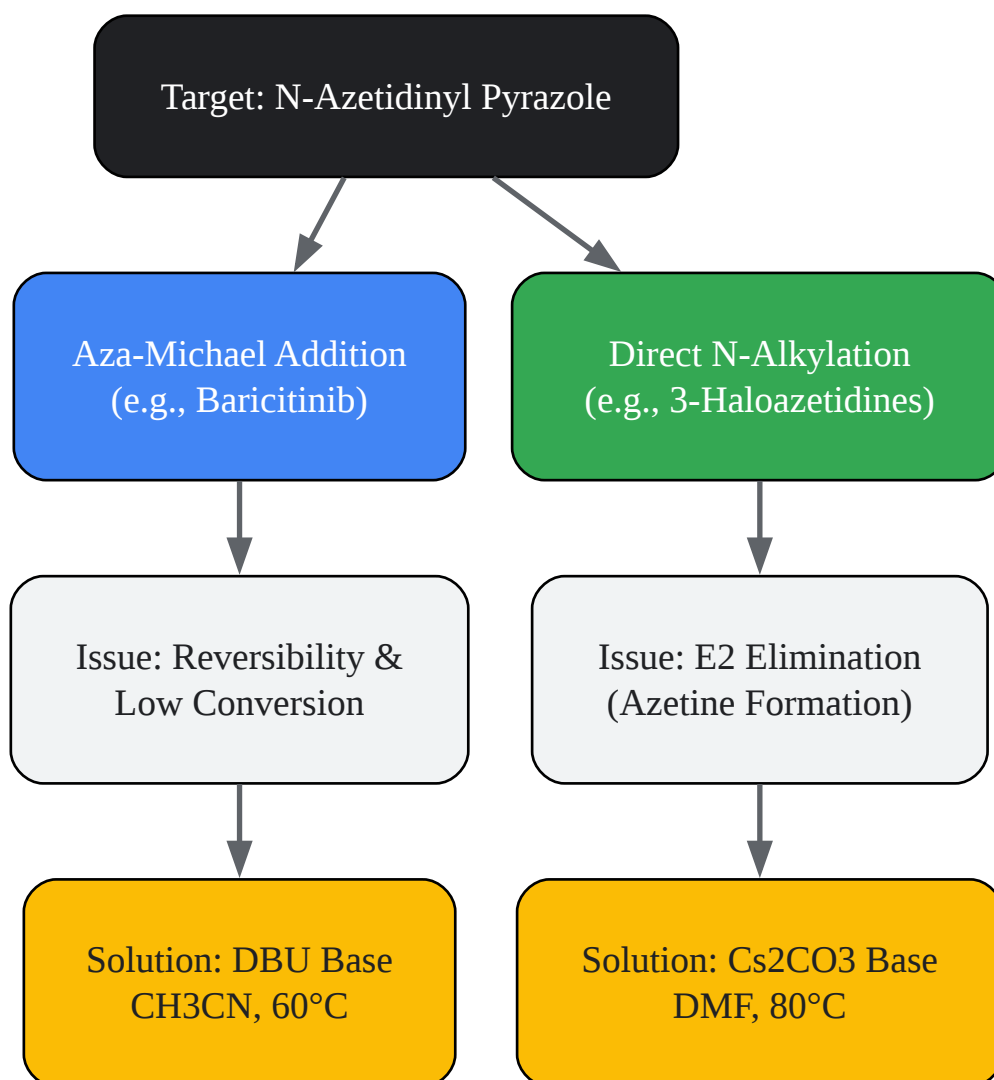 Target: N-Azetidinyl Pyrazole
Aza-Michael Addition
(e.g., Baricitinib)
Direct N-Alkylation
(e.g., 3-Haloazetidines)
Issue: Reversibility &
Low Conversion
Issue: E2 Elimination
(Azetine Formation)
Solution: DBU Base
CH3CN, 60°C
Solution: Cs2CO3 Base
DMF, 80°C